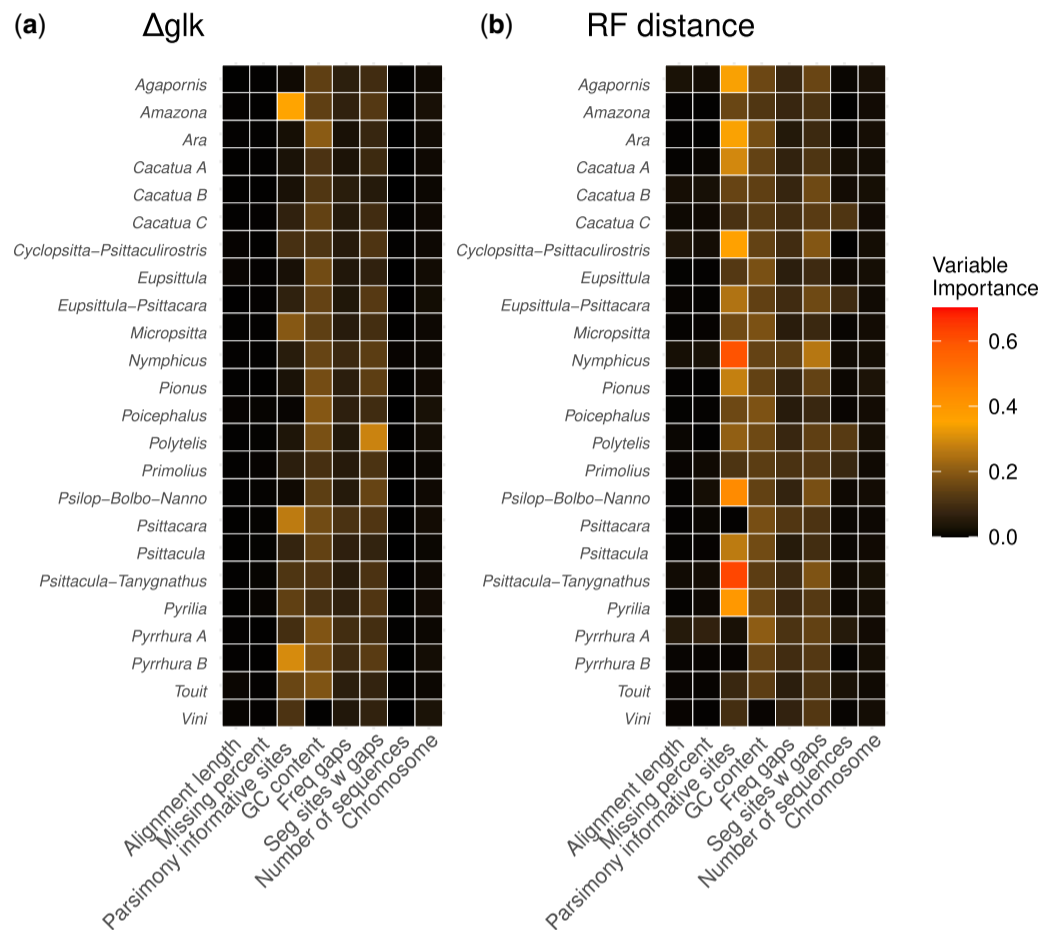 (a) Δglk
Agapornis
Amazona
Ara
Cacatua A
Cacatua B
Cacatua C
Cyclopsitta–Psittaculirostris
Eupsittula
Eupsittula–Psittacara
Micropsitta
Nymphicus
Pionus
Poicephalus
Polytelis
Primolius
Psilop–Bolbo–Nanno
Psittacara
Psittacula
Psittacula–Tanygnathus
Pyrilia
Pyrrhura A
Pyrrhura B
Touit
Vini
Alignment length
Missing percent
Parsimony informative sites
GC content
Freq gaps
Seg sites w gaps
Number of sequences
Chromosome
(b) RF distance
Agapornis
Amazona
Ara
Cacatua A
Cacatua B
Cacatua C
Cyclopsitta–Psittaculirostris
Eupsittula
Eupsittula–Psittacara
Micropsitta
Nymphicus
Pionus
Poicephalus
Polytelis
Primolius
Psilop–Bolbo–Nanno
Psittacara
Psittacula
Psittacula–Tanygnathus
Pyrilia
Pyrrhura A
Pyrrhura B
Touit
Vini
Alignment length
Missing percent
Parsimony informative sites
GC content
Freq gaps
Seg sites w gaps
Number of sequences
Chromosome
Variable
Importance
0.6
0.4
0.2
0.0